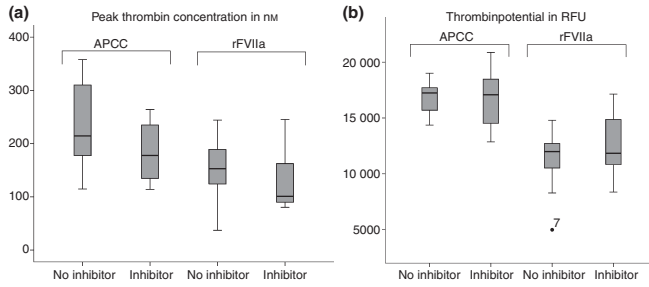 (a) Peak thrombin concentration in nM
APCC rFVIIa
400
300
200
100
0
No inhibitor Inhibitor No inhibitor Inhibitor
(b) Thrombinpotential in RFU
APCC rFVIIa
20 000
15 000
10 000
5000
7
No inhibitor Inhibitor No inhibitor Inhibitor